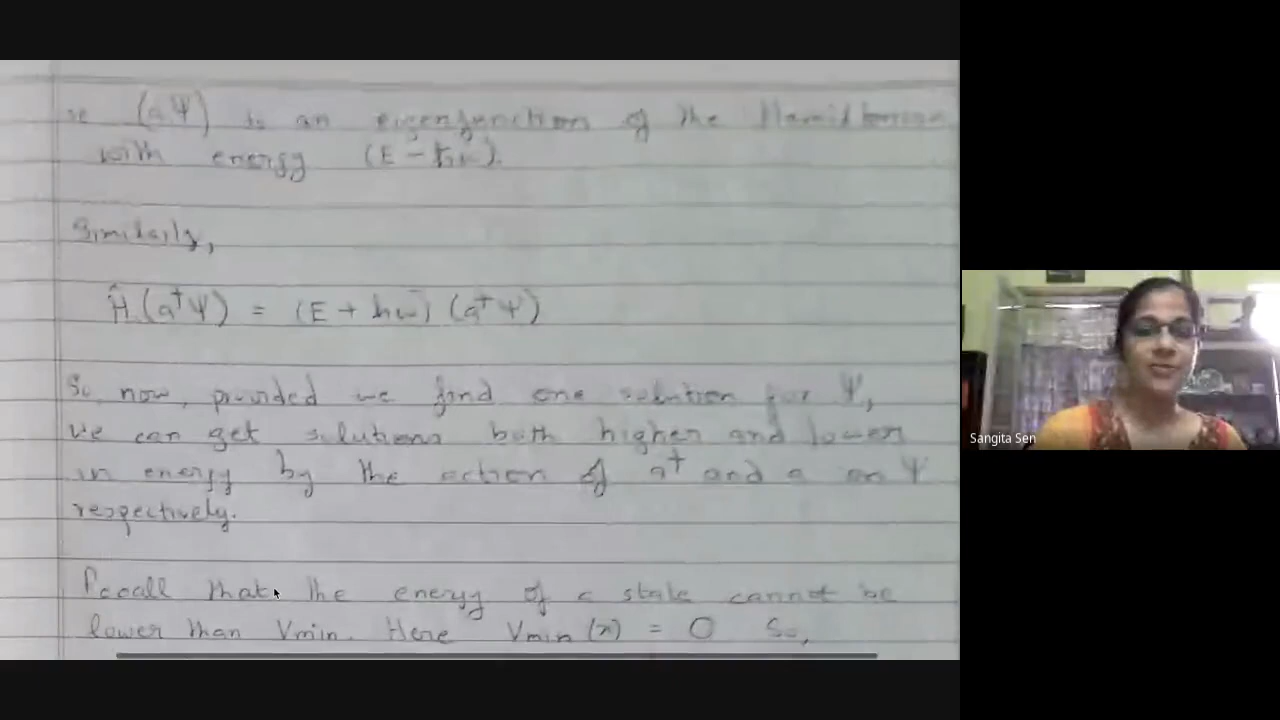 ie (aΨ) is an eigenfunction of the Hamiltonian
with energy (E – ħω).
Similarly,
Ĥ (a†Ψ) = (E + ħω) (a†Ψ)
So now, provided we find one solution for Ψ,
we can get solutions both higher and lower
in energy by the action of a† and a on Ψ
respectively.
Recall that the energy of a state cannot be
lower than Vmin. Here Vmin(x) = 0 So,
Sangita Sen